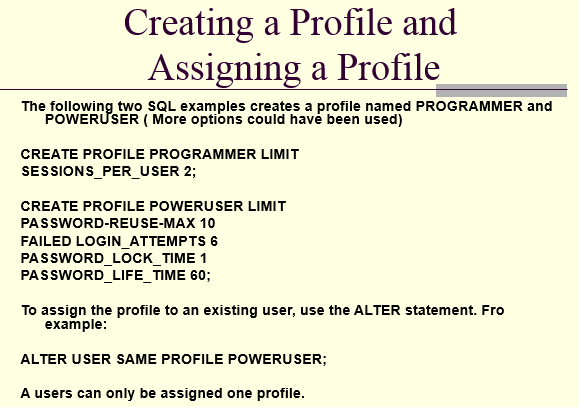 Creating a Profile and
Assigning a Profile
The following two SQL examples creates a profile named PROGRAMMER and
POWERUSER ( More options could have been used)
CREATE PROFILE PROGRAMMER LIMIT
SESSIONS_PER_USER 2;
CREATE PROFILE POWERUSER LIMIT
PASSWORD-REUSE-MAX 10
FAILED LOGIN_ATTEMPTS 6
PASSWORD_LOCK_TIME 1
PASSWORD_LIFE_TIME 60;
To assign the profile to an existing user, use the ALTER statement. Fro
example:
ALTER USER SAME PROFILE POWERUSER;
A users can only be assigned one profile.